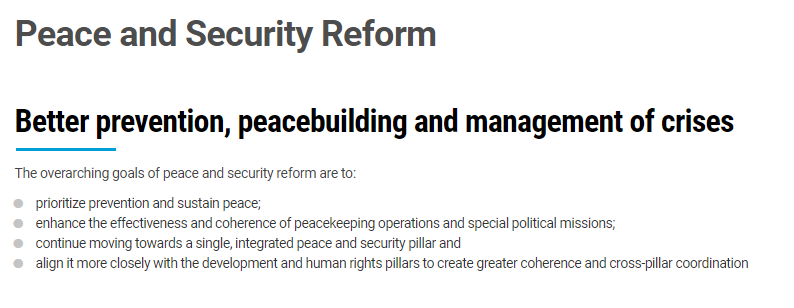 Peace and Security Reform
Better prevention, peacebuilding and management of crises
The overarching goals of peace and security reform are to:
prioritize prevention and sustain peace;
enhance the effectiveness and coherence of peacekeeping operations and special political missions;
continue moving towards a single, integrated peace and security pillar and
align it more closely with the development and human rights pillars to create greater coherence and cross-pillar coordination